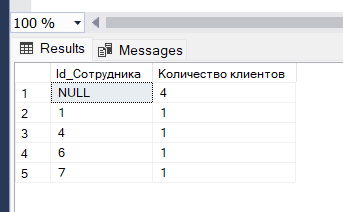 100 %
Results Messages
Id_Сотрудника Количество клиентов
1 NULL 4
2 1 1
3 4 1
4 6 1
5 7 1